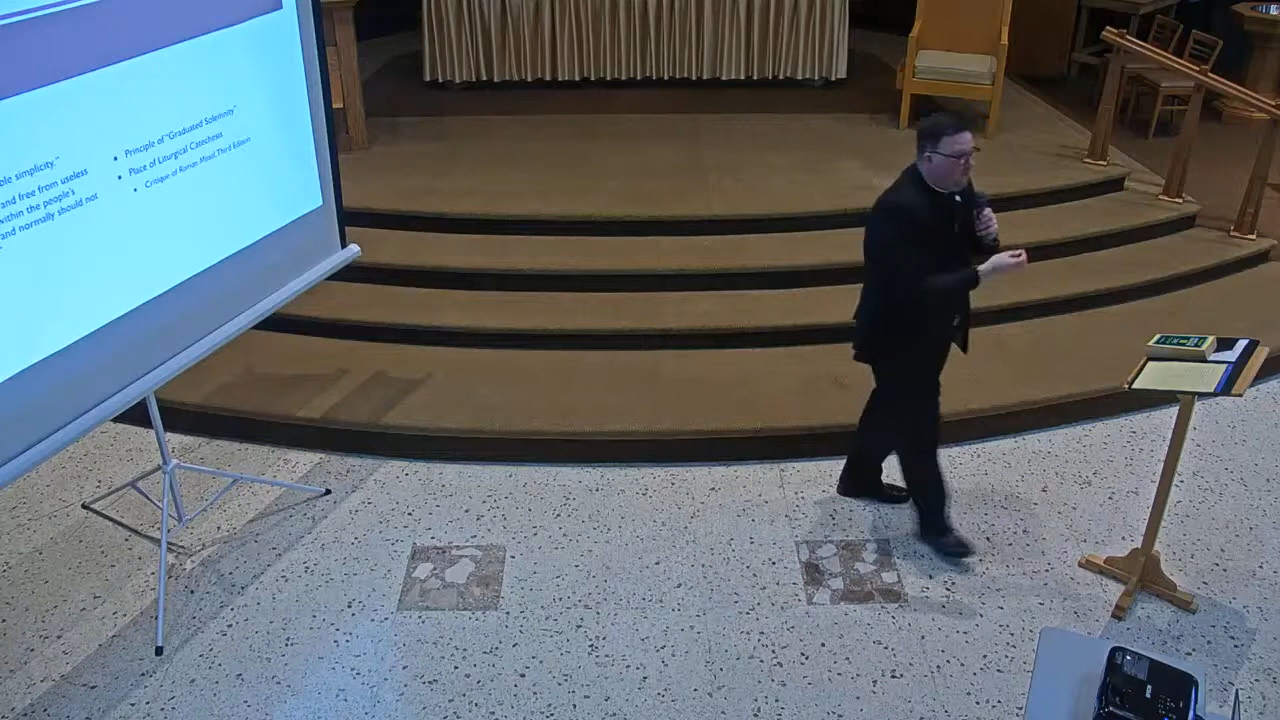 ole simplicity."
and free from useless
within the people's
and normally should not
• Principle of "Graduated Solemnity"
• Place of Liturgical Catechesis
• Critique of Roman Missal, Third Edition